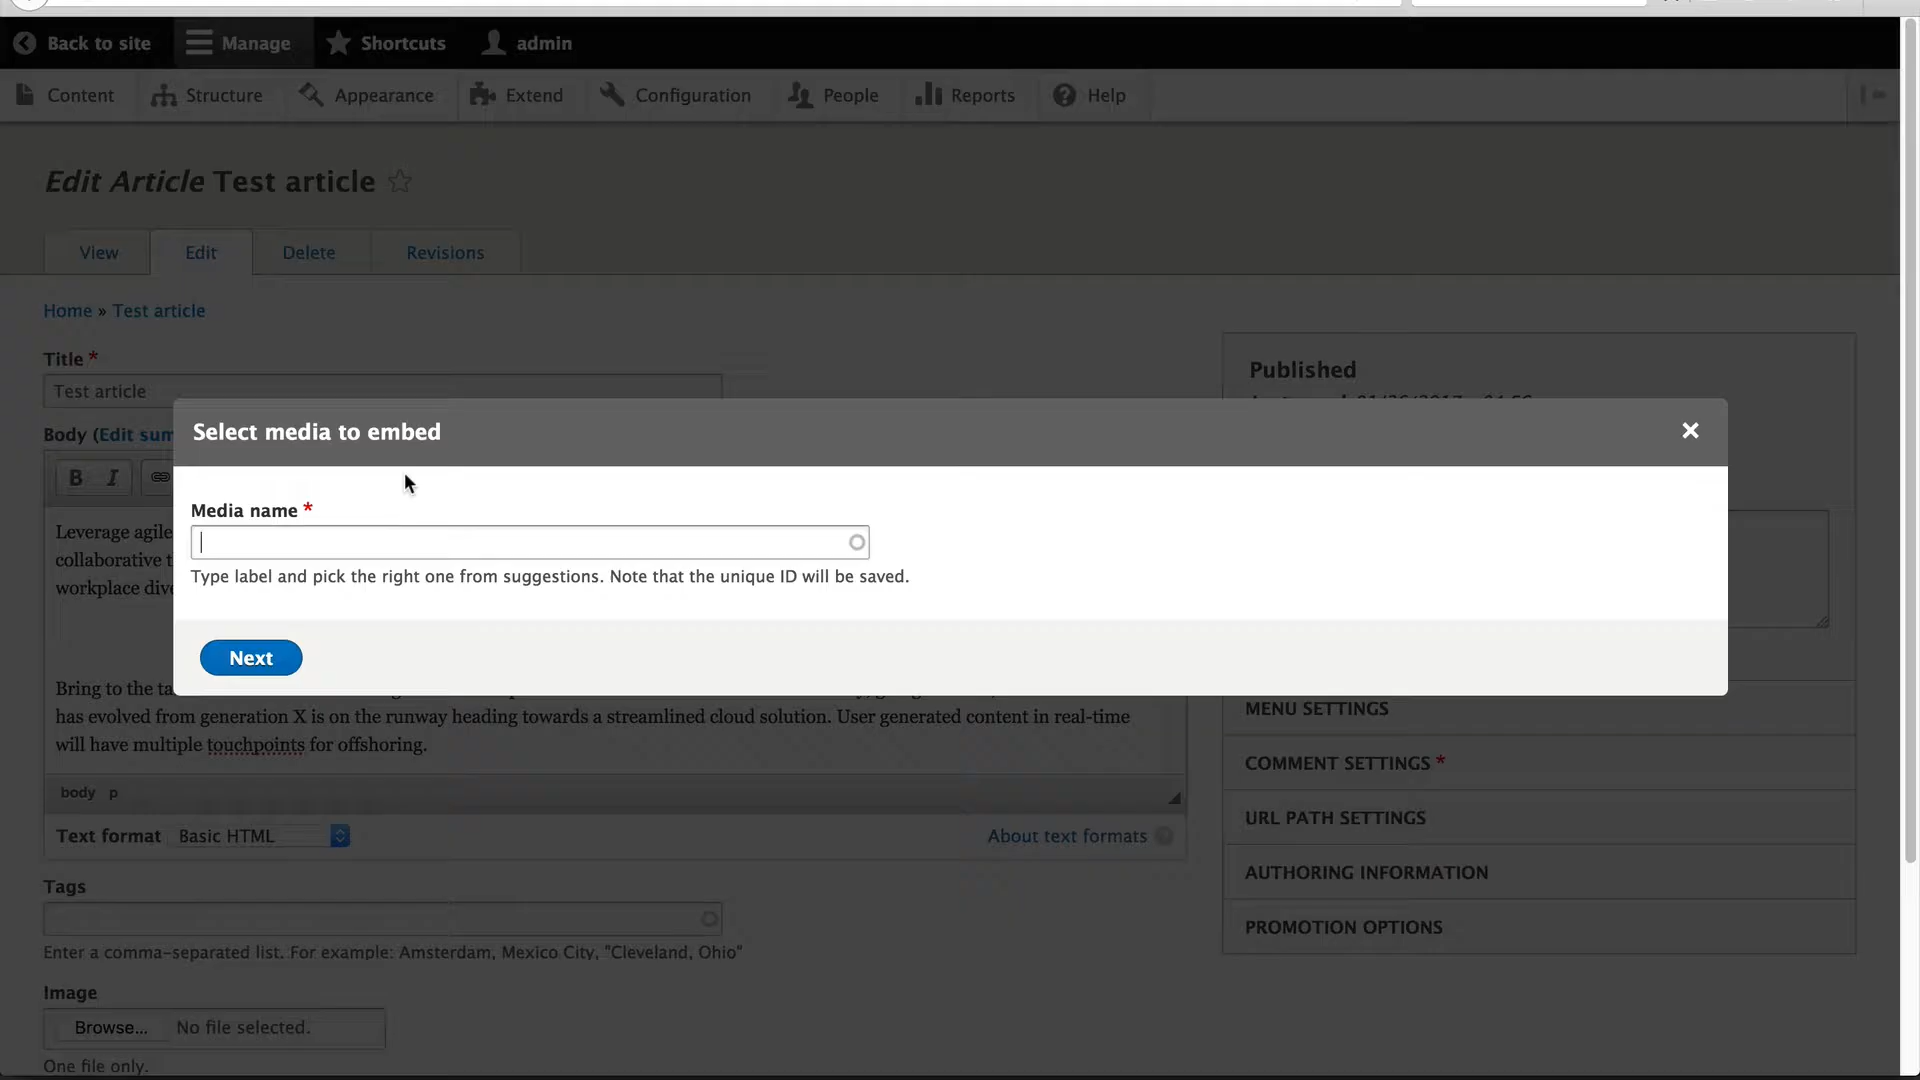 Back to site Manage Shortcuts admin
Content Structure Appearance Extend Configuration People Reports Help
Edit Article Test article
View Edit Delete Revisions
Home » Test article
Title *
Test article
Published
Body (Edit sum
Select media to embed
B I
Media name *
Type label and pick the right one from suggestions. Note that the unique ID will be saved.
Leverage agile
collaborative t
workplace dive
Next
Bring to the ta
has evolved from generation X is on the runway heading towards a streamlined cloud solution. User generated content in real-time
will have multiple touchpoints for offshoring.
body p
Text format Basic HTML About text formats
MENU SETTINGS
COMMENT SETTINGS *
URL PATH SETTINGS
AUTHORING INFORMATION
PROMOTION OPTIONS
Tags
Enter a comma-separated list. For example: Amsterdam, Mexico City, "Cleveland, Ohio"
Image
Browse... No file selected.
One file only.